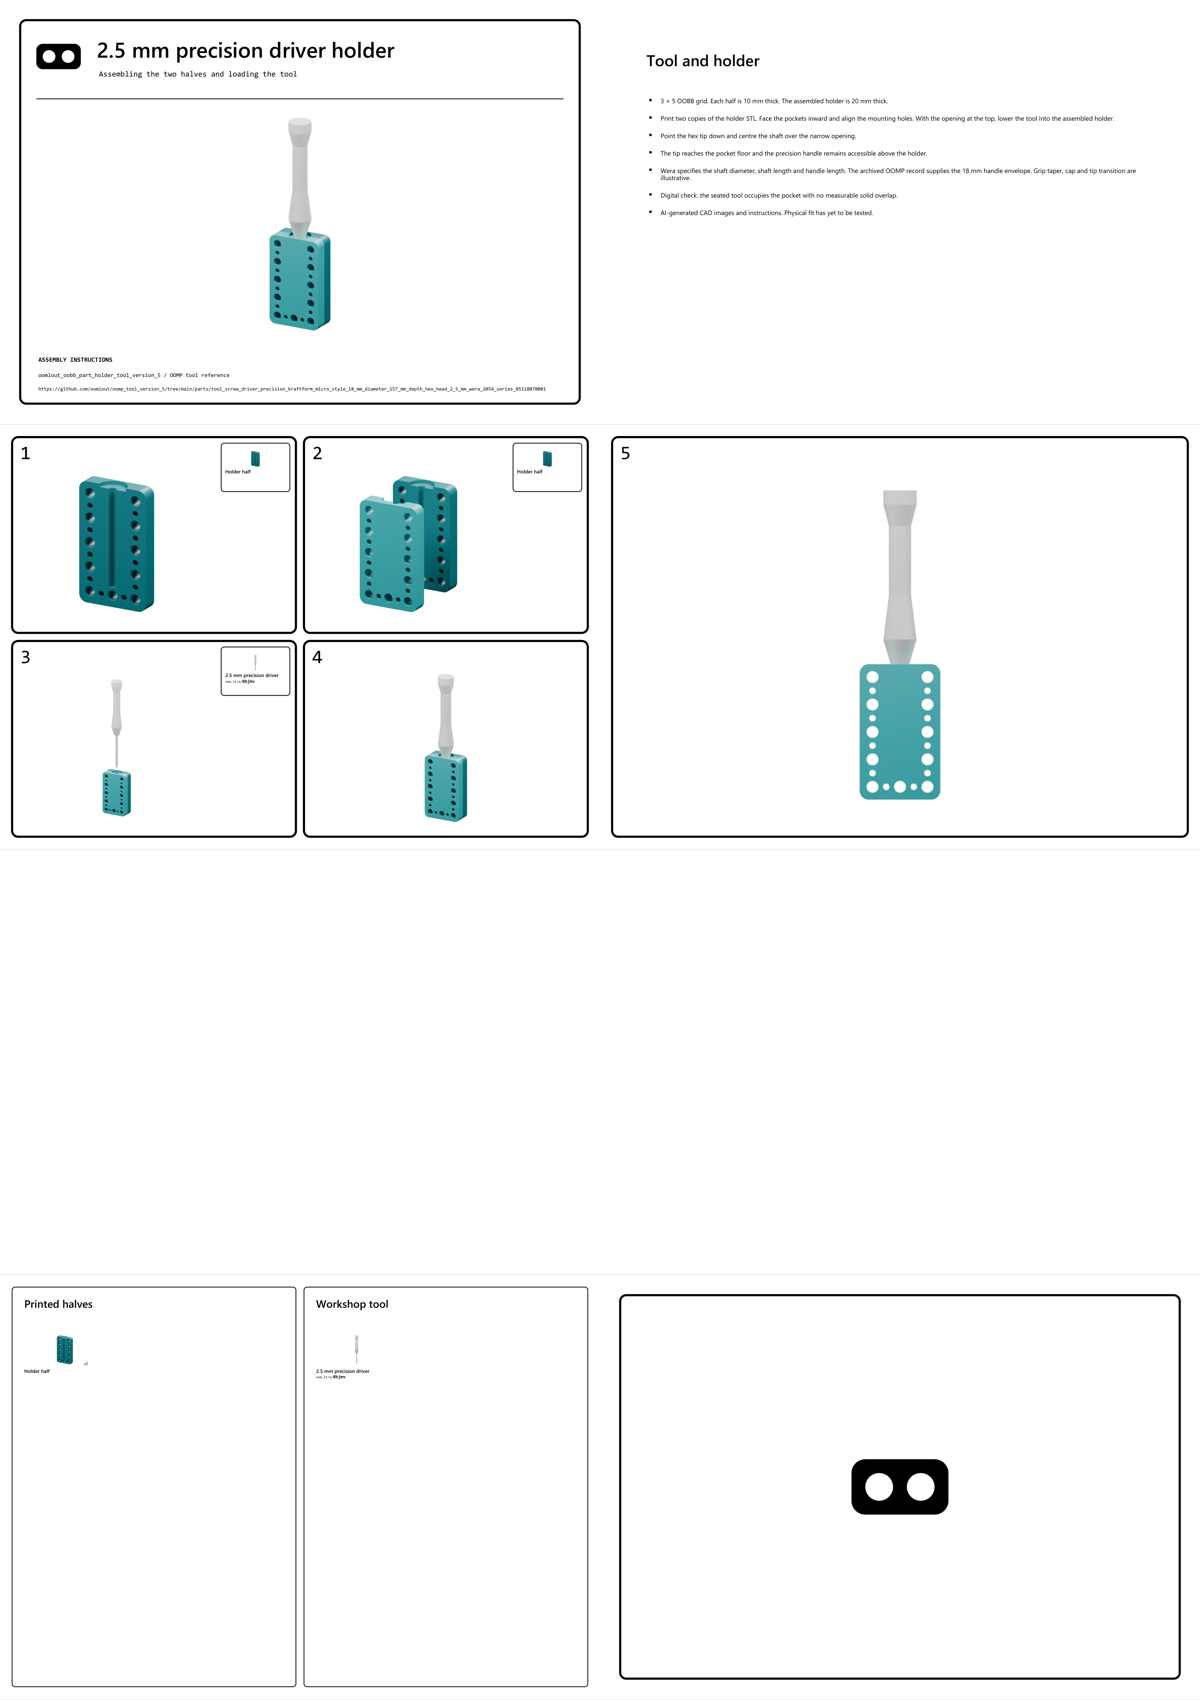 2.5 mm precision driver holder
Assembling the two halves and loading the tool
ASSEMBLY INSTRUCTIONS
oomlout_oobb_part_holder_tool_version_5 / OOMP tool reference
https://github.com/oomlout/oomp_tool_version_5/tree/main/parts/tool_screw_driver_precision_kraftform_micro_style_18_mm_diameter_157_mm_depth_hex_head_2_5_mm_wera_2054_series_05118070001
Tool and holder
• 3 × 5 OOBB grid. Each half is 10 mm thick. The assembled holder is 20 mm thick.
• Print two copies of the holder STL. Face the pockets inward and align the mounting holes. With the opening at the top, lower the tool into the assembled holder.
• Point the hex tip down and centre the shaft over the narrow opening.
• The tip reaches the pocket floor and the precision handle remains accessible above the holder.
• Wera specifies the shaft diameter, shaft length and handle length. The archived OOMP record supplies the 18 mm handle envelope. Grip taper, cap and tip transition are
illustrative.
• Digital check: the seated tool occupies the pocket with no measurable solid overlap.
• AI-generated CAD images and instructions. Physical fit has yet to be tested.
1
Holder half
2
Holder half
3
2.5 mm precision driver
4
5
Printed halves
x2
Holder half
Workshop tool
2.5 mm precision driver